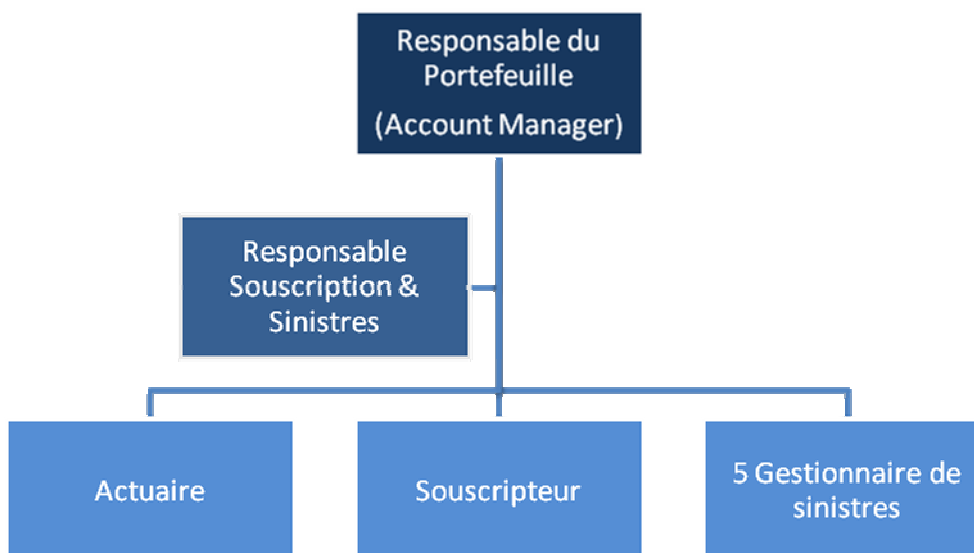 Responsable du
Portefeuille
(Account Manager)
Responsable
Souscription &
Sinistres
Actuaire
Souscripteur
5 Gestionnaire de
sinistres